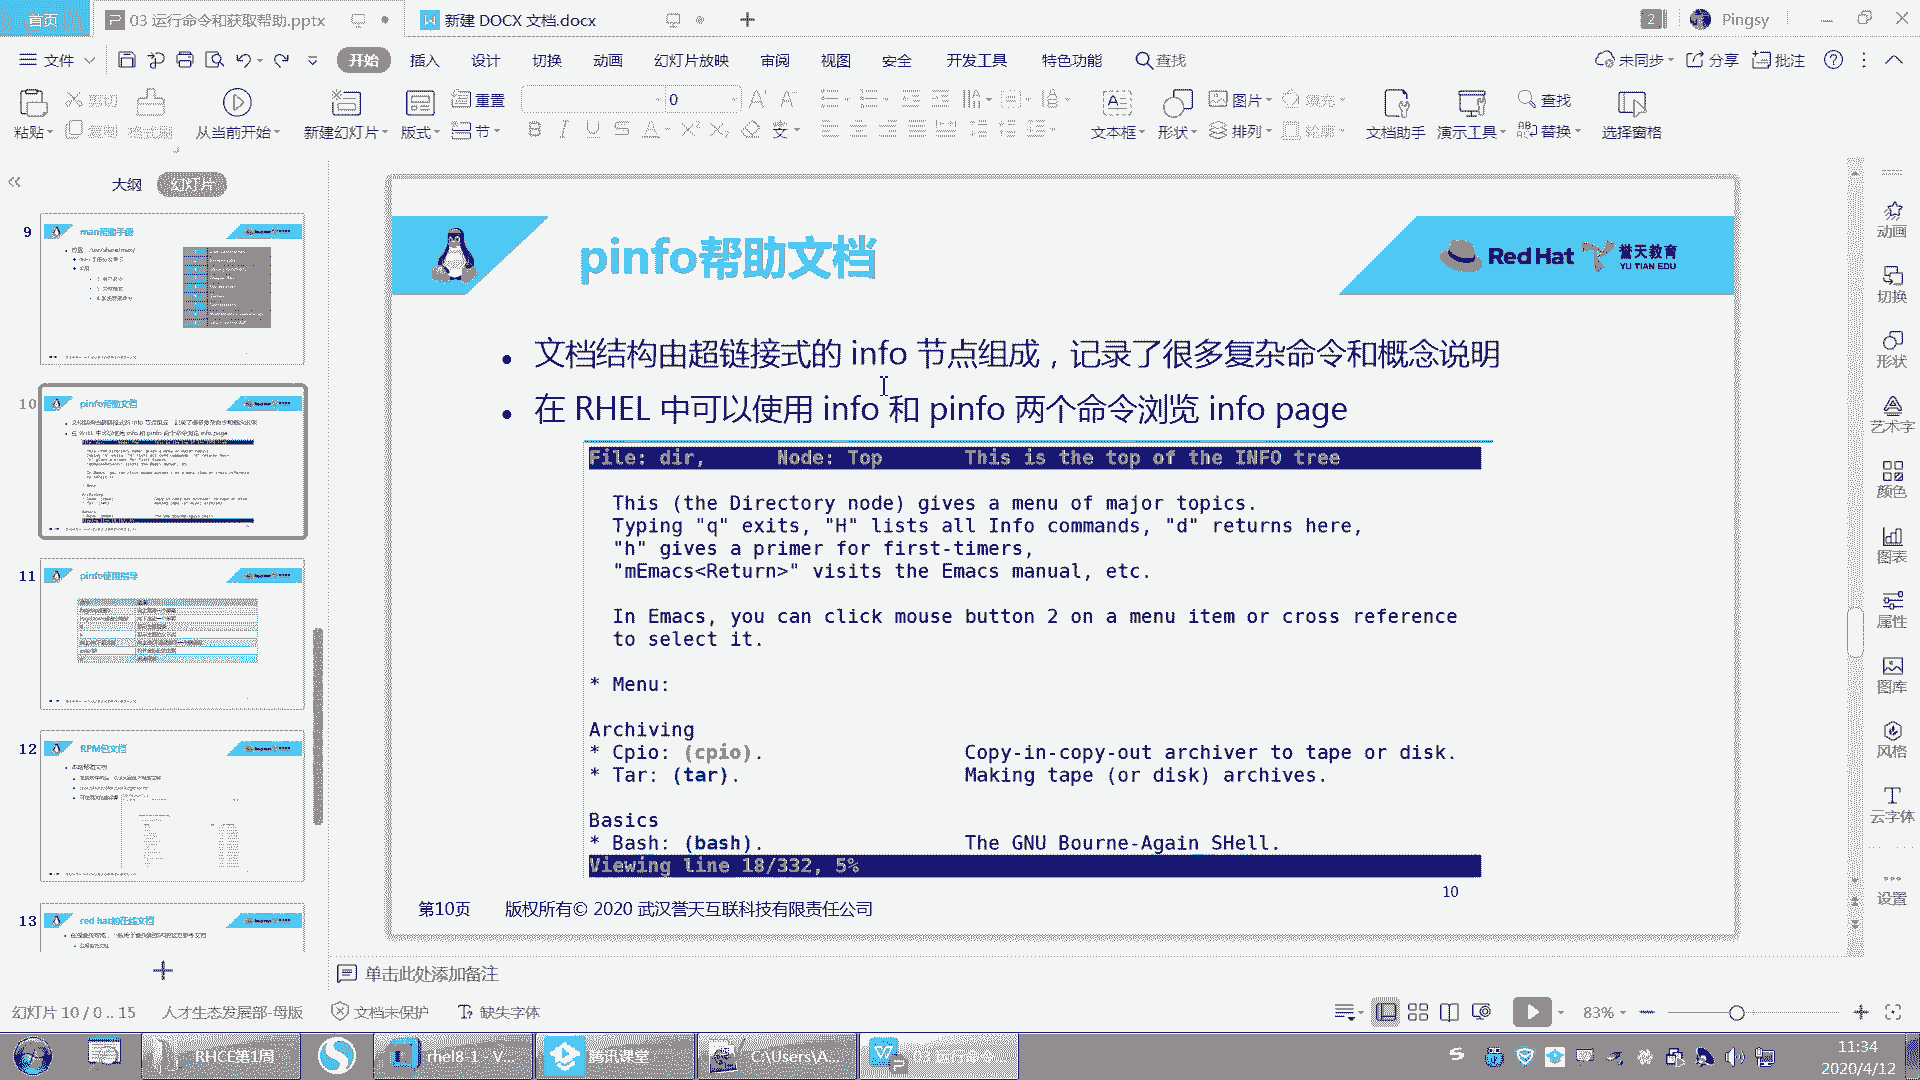 首页
03 运行命令和获取帮助.pptx
新建 DOCX 文档.docx
2
Pingsy
文件
开始
插入
设计
切换
动画
幻灯片放映
审阅
视图
安全
开发工具
特色功能
查找
未同步
分享
批注
粘贴
剪切
复制
格式刷
从当前开始
新建幻灯片
版式
重置
节
0
文本框
形状
图片
排列
填充
轮廓
文档助手
演示工具
查找
替换
选择窗格
大纲
幻灯片
9
man帮助手册
10
pinfo帮助文档
11
pinfo使用指导
12
RPM包文档
13
red hat的在线文档
pinfo帮助文档
Red Hat
誉天教育
YU TIAN EDU
• 文档结构由超链接式的 info 节点组成，记录了很多复杂命令和概念说明
• 在 RHEL 中可以使用 info 和 pinfo 两个命令浏览 info page
File: dir, Node: Top This is the top of the INFO tree
This (the Directory node) gives a menu of major topics.
Typing "q" exits, "H" lists all Info commands, "d" returns here,
"h" gives a primer for first-timers,
"mEmacs<Return>" visits the Emacs manual, etc.
In Emacs, you can click mouse button 2 on a menu item or cross reference
to select it.
* Menu:
Archiving
* Cpio: (cpio). Copy-in-copy-out archiver to tape or disk.
* Tar: (tar). Making tape (or disk) archives.
Basics
* Bash: (bash). The GNU Bourne-Again SHell.
Viewing line 18/332, 5%
10
第10页 版权所有© 2020 武汉誉天互联科技有限责任公司
单击此处添加备注
动画
切换
形状
艺术字
颜色
图表
属性
图库
风格
云字体
设置
幻灯片 10 / 0 .. 15
人才生态发展部-母版
文档未保护
缺失字体
83%
RHCE第1周
rhel8-1 - V...
腾讯课堂
C:\Users\A...
03 运行命令...
11:34
2020/4/12